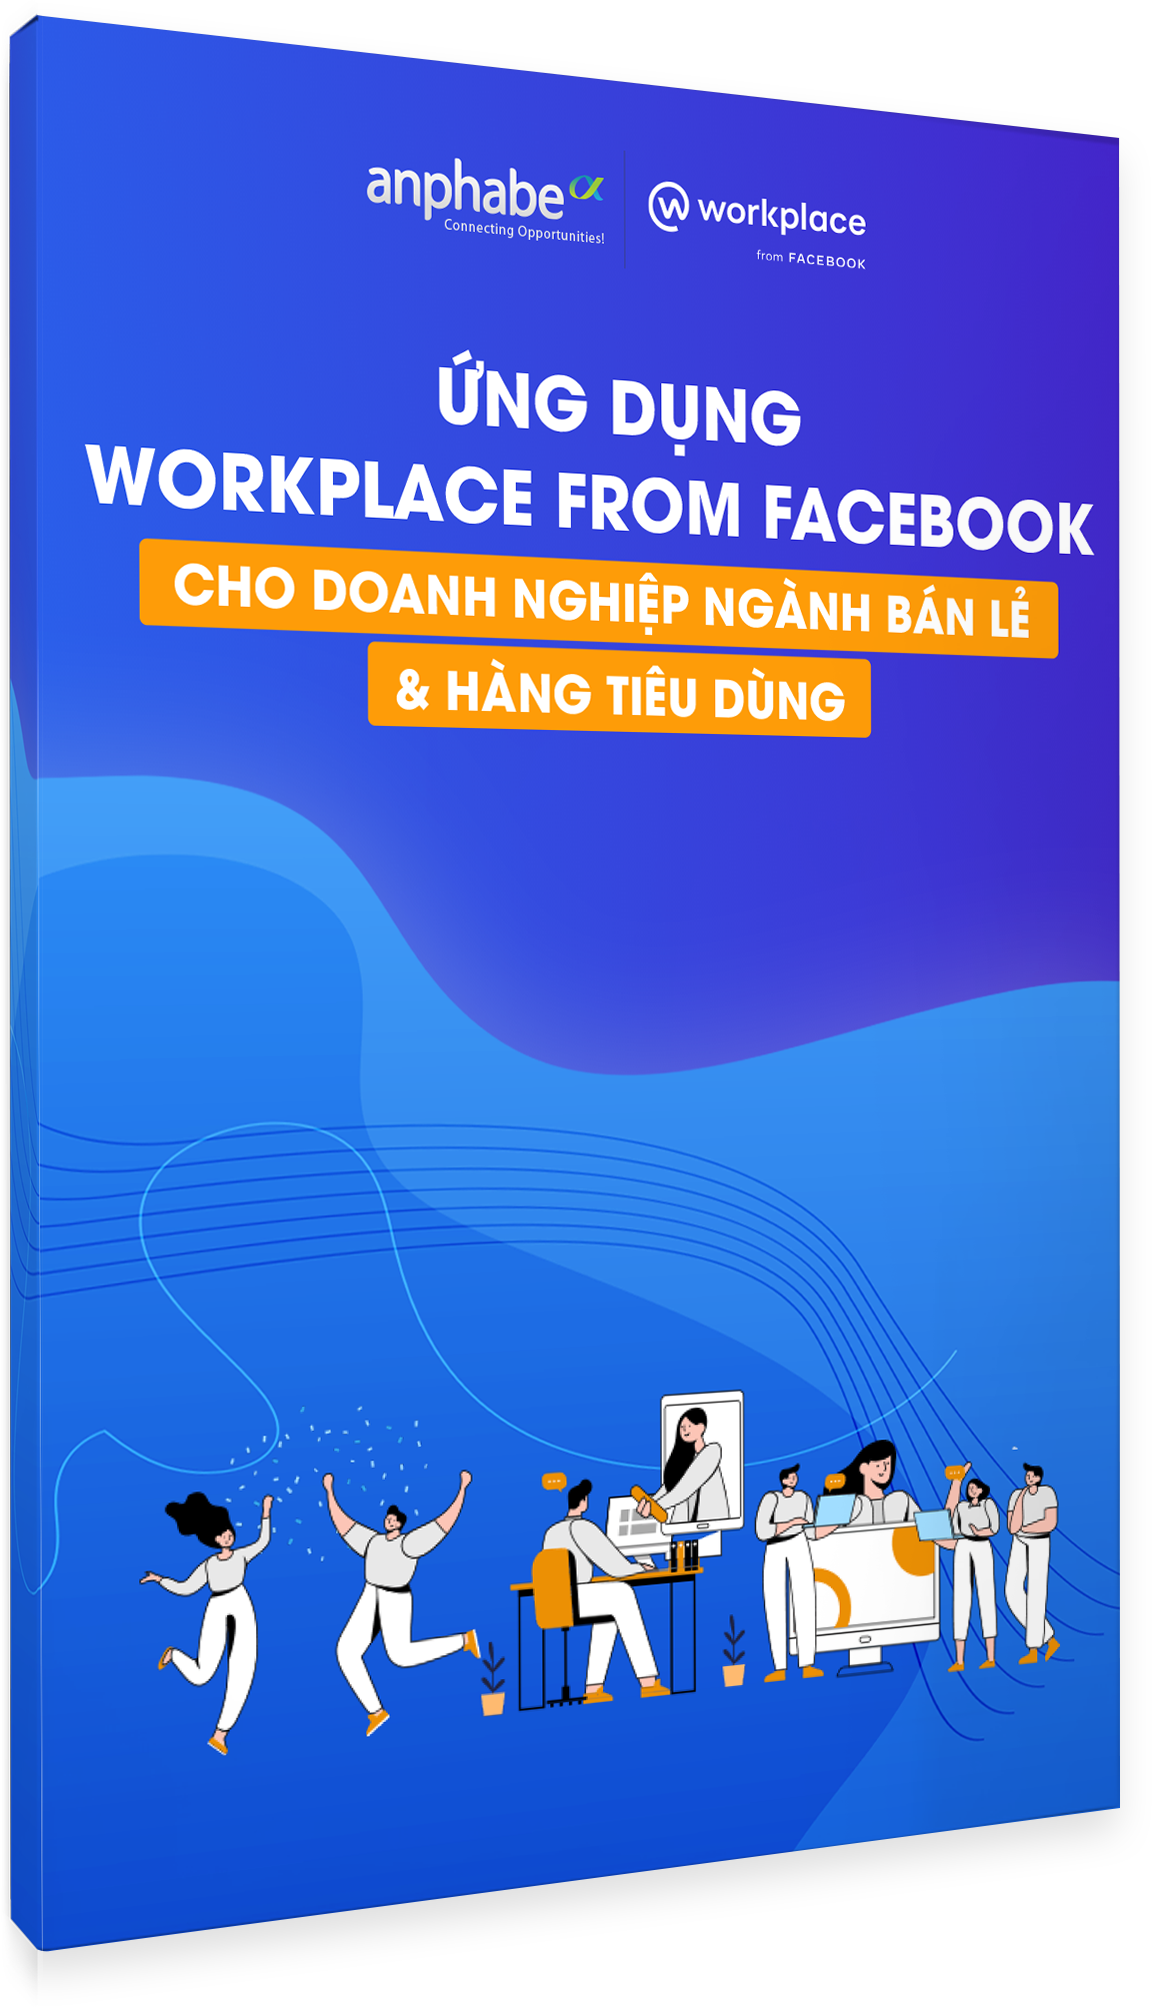 anphabe
Connecting Opportunities!
workplace
from FACEBOOK
ỨNG DỤNG
WORKPLACE FROM FACEBOOK
CHO DOANH NGHIỆP NGÀNH BÁN LẺ
& HÀNG TIÊU DÙNG